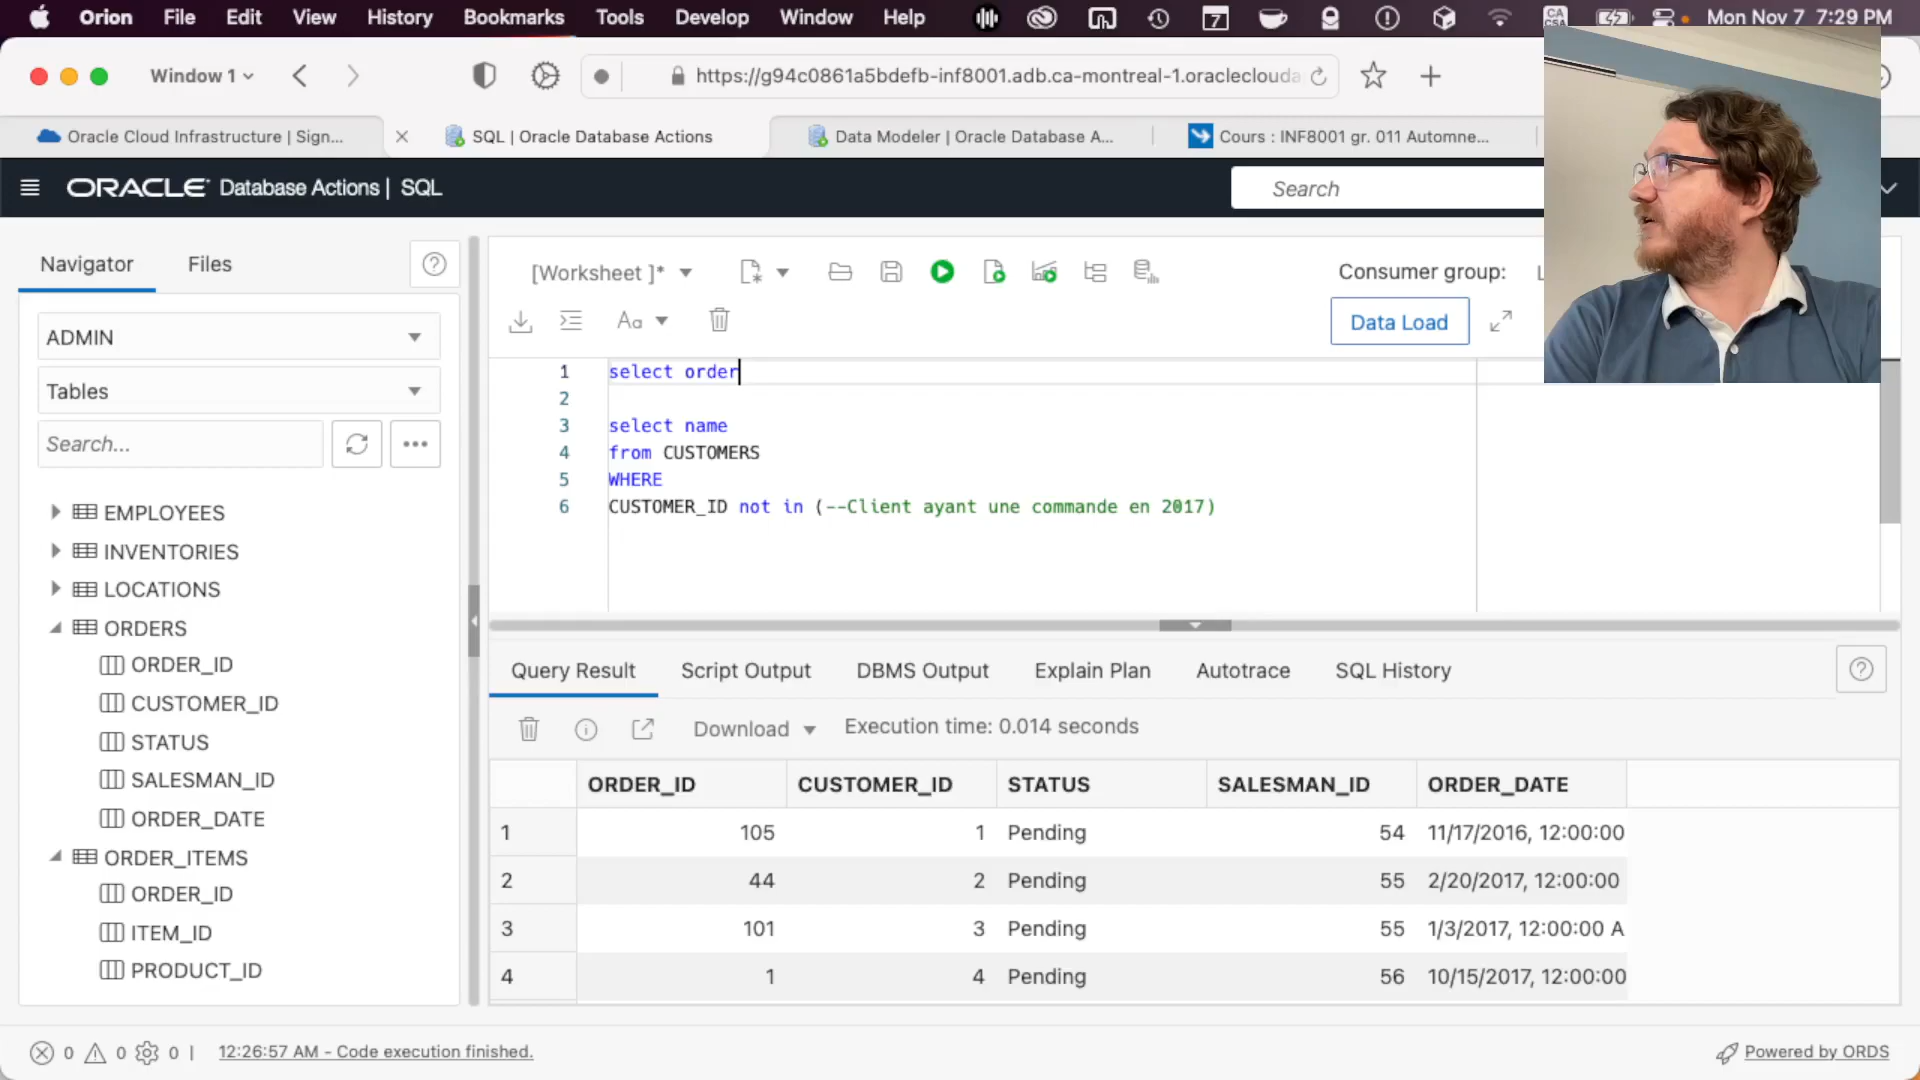 Orion File Edit View History Bookmarks Tools Develop Window Help 7 CA CSA Mon Nov 7 7:29 PM
Window 1 https://g94c0861a5bdefb-inf8001.adb.ca-montreal-1.oracleclouda
Oracle Cloud Infrastructure | Sign... SQL | Oracle Database Actions Data Modeler | Oracle Database A... Cours : INF8001 gr. 011 Automne...
ORACLE Database Actions | SQL Search
Navigator Files
[Worksheet ]* Consumer group:
Aa Data Load
ADMIN
Tables
Search...
EMPLOYEES
INVENTORIES
LOCATIONS
ORDERS
ORDER_ID
CUSTOMER_ID
STATUS
SALESMAN_ID
ORDER_DATE
ORDER_ITEMS
ORDER_ID
ITEM_ID
PRODUCT_ID
1 select order
2
3 select name
4 from CUSTOMERS
5 WHERE
6 CUSTOMER_ID not in (--Client ayant une commande en 2017)
Query Result Script Output DBMS Output Explain Plan Autotrace SQL History
Download Execution time: 0.014 seconds
ORDER_ID CUSTOMER_ID STATUS SALESMAN_ID ORDER_DATE
1 105 1 Pending 54 11/17/2016, 12:00:00
2 44 2 Pending 55 2/20/2017, 12:00:00
3 101 3 Pending 55 1/3/2017, 12:00:00 A
4 1 4 Pending 56 10/15/2017, 12:00:00
0 0 0 | 12:26:57 AM - Code execution finished. Powered by ORDS